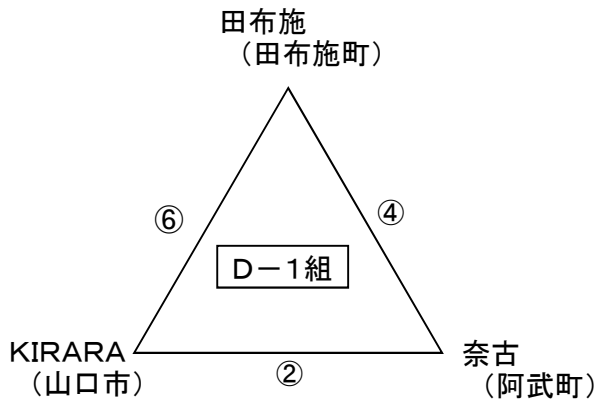 田布施
（田布施町）
⑥
④
D－1組
KIRARA
（山口市）
②
奈古
（阿武町）